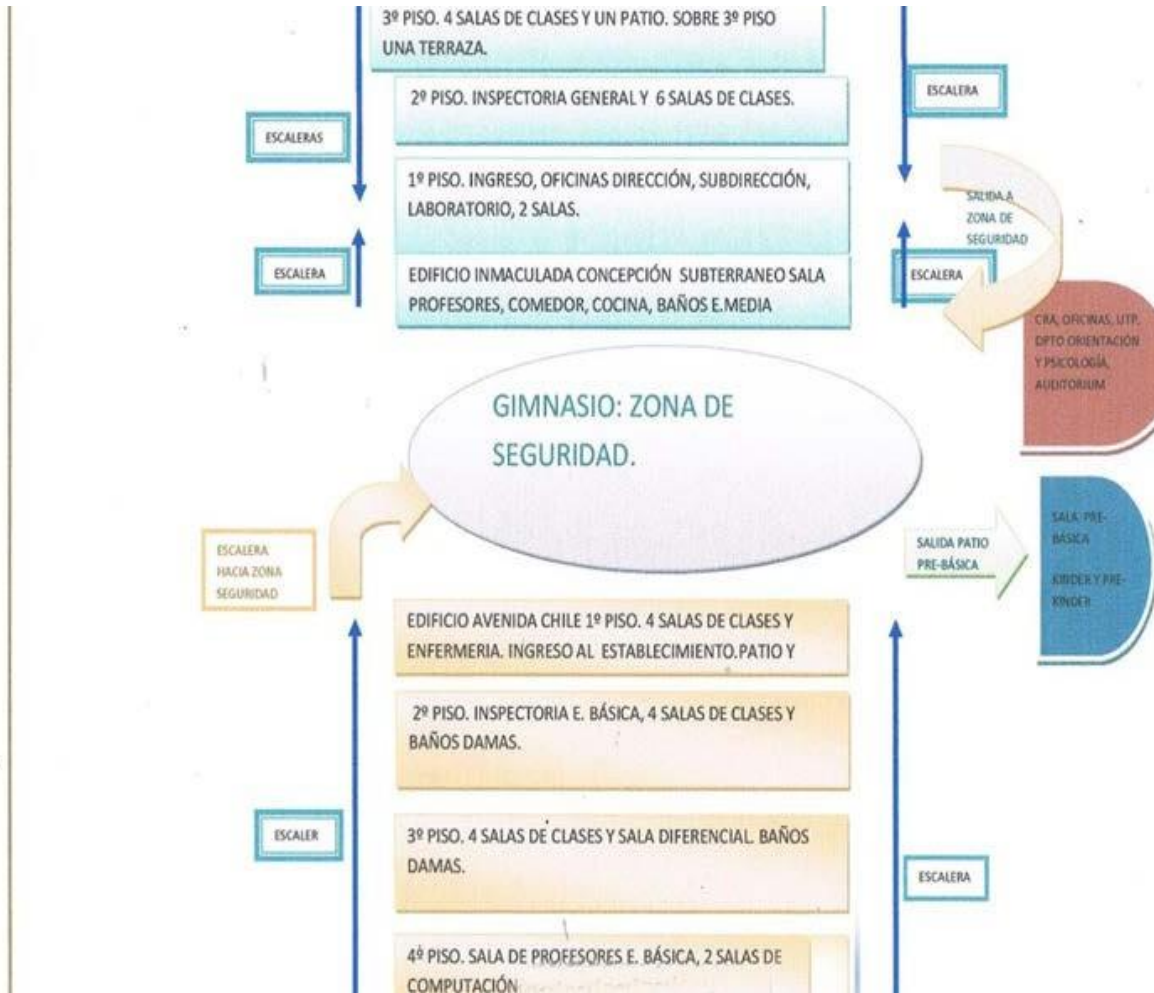 3º PISO. 4 SALAS DE CLASES Y UN PATIO. SOBRE 3º PISO
UNA TERRAZA.
ESCALERA
2º PISO. INSPECTORIA GENERAL Y 6 SALAS DE CLASES.
ESCALERAS
1º PISO. INGRESO, OFICINAS DIRECCIÓN, SUBDIRECCIÓN,
LABORATORIO, 2 SALAS.
SALIDA A
ZONA DE
SEGURIDAD
ESCALERA
EDIFICIO INMACULADA CONCEPCIÓN SUBTERRANEO SALA
PROFESORES, COMEDOR, COCINA, BAÑOS E.MEDIA
ESCALERA
CRA, OFICINAS, UTP,
DPTO ORIENTACIÓN
Y PSICOLOGÍA,
AUDITORIUM
GIMNASIO: ZONA DE
SEGURIDAD.
ESCALERA
HACIA ZONA
SEGURIDAD
SALIDA PATIO
PRE-BÁSICA
SALA PRE-
BÁSICA
KINDER Y PRE-
KINDER
EDIFICIO AVENIDA CHILE 1º PISO. 4 SALAS DE CLASES Y
ENFERMERIA. INGRESO AL ESTABLECIMIENTO.PATIO Y
2º PISO. INSPECTORIA E. BÁSICA, 4 SALAS DE CLASES Y
BAÑOS DAMAS.
ESCALER
3º PISO. 4 SALAS DE CLASES Y SALA DIFERENCIAL. BAÑOS
DAMAS.
ESCALERA
4º PISO. SALA DE PROFESORES E. BÁSICA, 2 SALAS DE
COMPUTACIÓN